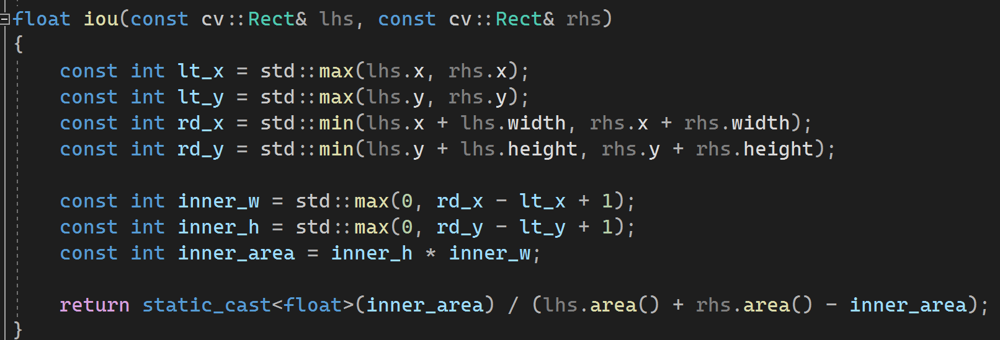 float iou(const cv::Rect& lhs, const cv::Rect& rhs)
{
    const int lt_x = std::max(lhs.x, rhs.x);
    const int lt_y = std::max(lhs.y, rhs.y);
    const int rd_x = std::min(lhs.x + lhs.width, rhs.x + rhs.width);
    const int rd_y = std::min(lhs.y + lhs.height, rhs.y + rhs.height);

    const int inner_w = std::max(0, rd_x - lt_x + 1);
    const int inner_h = std::max(0, rd_y - lt_y + 1);
    const int inner_area = inner_h * inner_w;

    return static_cast<float>(inner_area) / (lhs.area() + rhs.area() - inner_area);
}